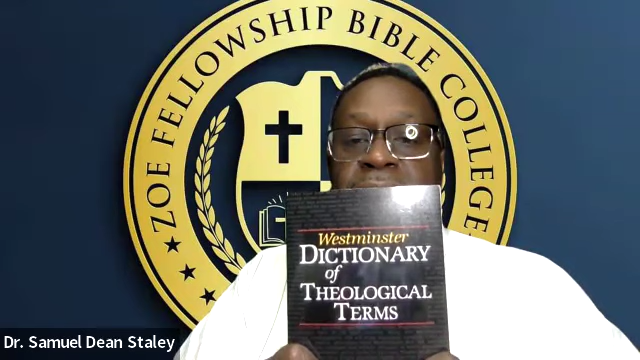 ZOE FELLOWSHIP BIBLE COLLEGE
Westminster
DICTIONARY
of
THEOLOGICAL
TERMS
Dr. Samuel Dean Staley